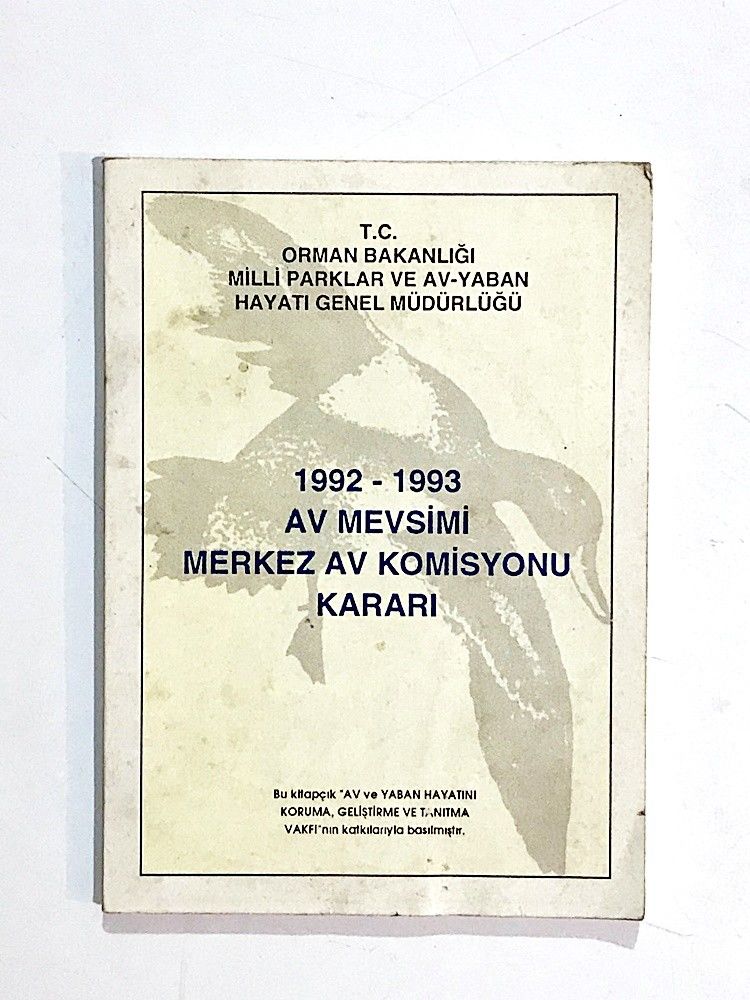 T.C.
ORMAN BAKANLIĞI
MİLLİ PARKLAR VE AV-YABAN
HAYATI GENEL MÜDÜRLÜĞÜ
1992 - 1993
AV MEVSİMİ
MERKEZ AV KOMİSYONU
KARARI
Bu kitapçık "AV ve YABAN HAYATINI
KORUMA, GELİŞTİRME VE TANITMA
VAKFI"nın katkılarıyla basılmıştır.